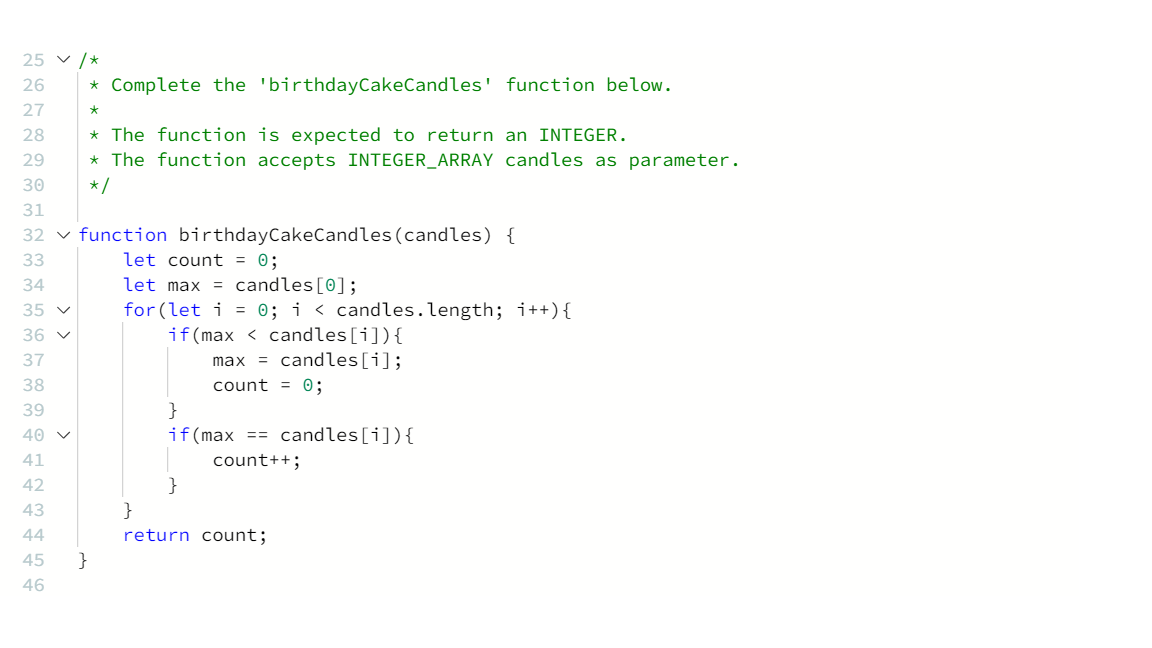 25 /*
26  * Complete the 'birthdayCakeCandles' function below.
27  *
28  * The function is expected to return an INTEGER.
29  * The function accepts INTEGER_ARRAY candles as parameter.
30  */
31
32 function birthdayCakeCandles(candles) {
33     let count = 0;
34     let max = candles[0];
35     for(let i = 0; i < candles.length; i++){
36         if(max < candles[i]){
37             max = candles[i];
38             count = 0;
39         }
40         if(max == candles[i]){
41             count++;
42         }
43     }
44     return count;
45 }
46